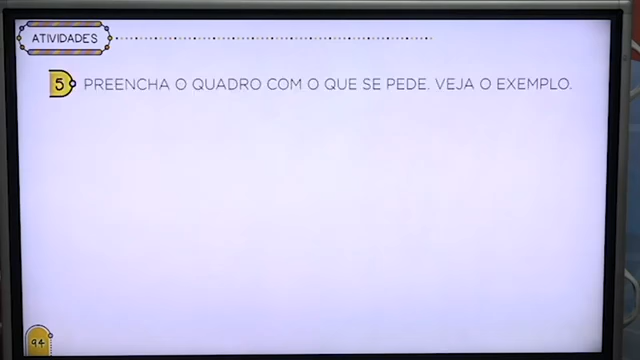 ATIVIDADES
5 PREENCHA O QUADRO COM O QUE SE PEDE. VEJA O EXEMPLO.
94